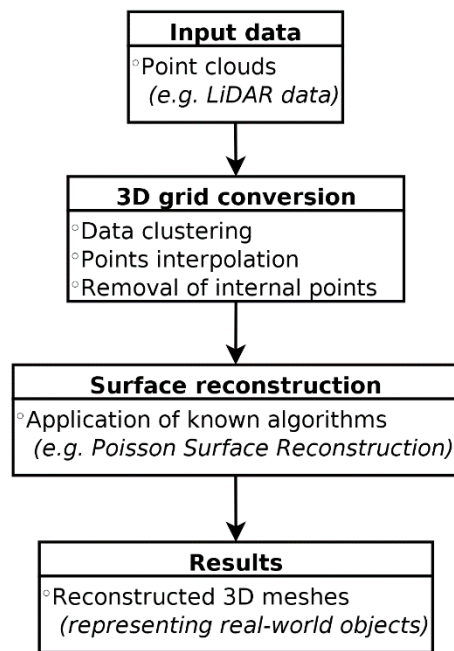 Input data
◦Point clouds
(e.g. LiDAR data)
3D grid conversion
◦Data clustering
◦Points interpolation
◦Removal of internal points
Surface reconstruction
◦Application of known algorithms
(e.g. Poisson Surface Reconstruction)
Results
◦Reconstructed 3D meshes
(representing real-world objects)